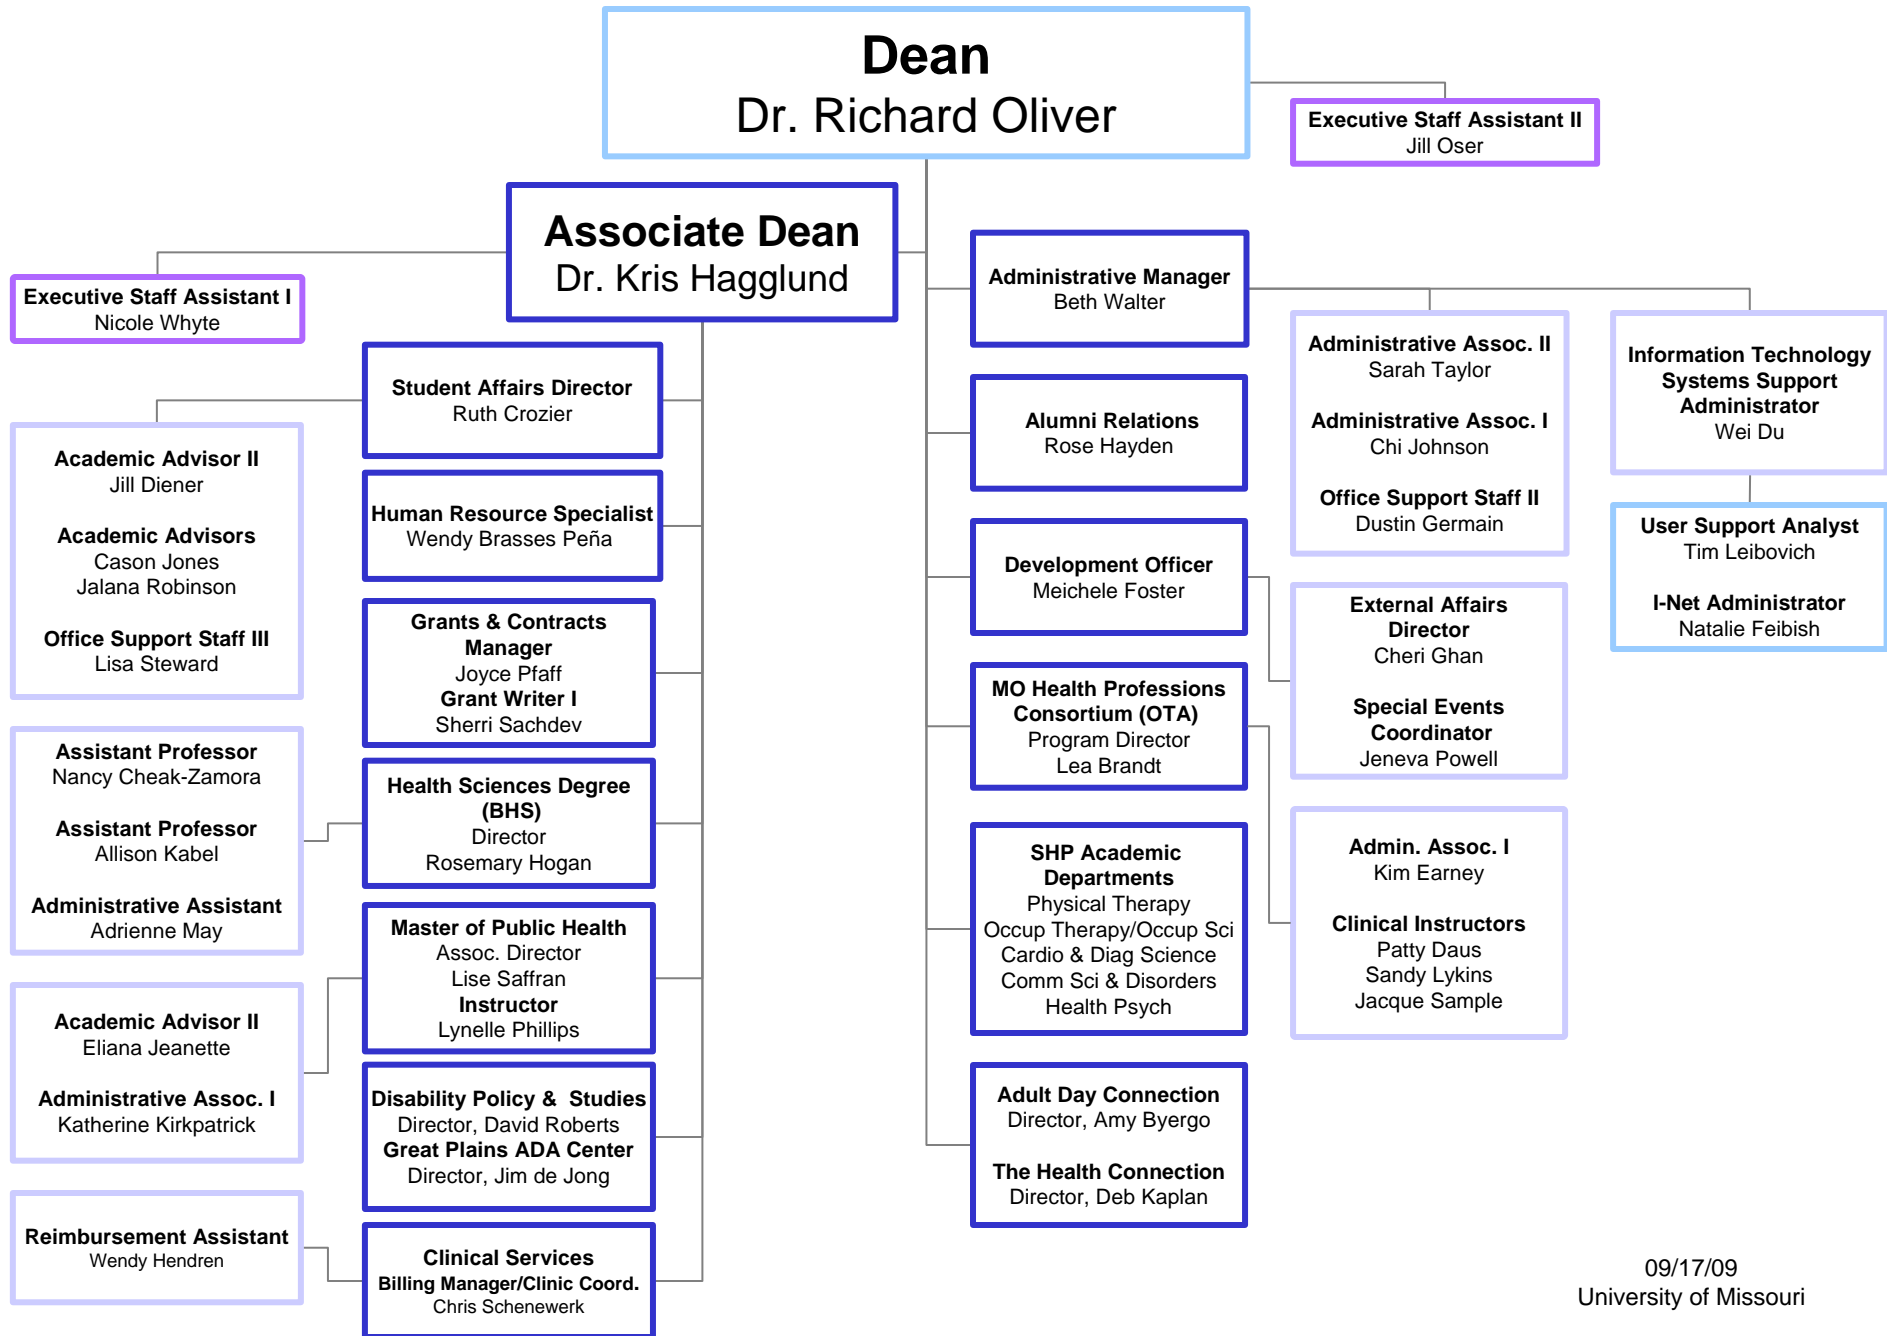 Dean
Dr. Richard Oliver
Executive Staff Assistant II
Jill Oser
Associate Dean
Dr. Kris Hagglund
Executive Staff Assistant I
Nicole Whyte
Student Affairs Director
Ruth Crozier
Academic Advisor II
Jill Diener
Academic Advisors
Cason Jones
Jalana Robinson
Office Support Staff III
Lisa Steward
Human Resource Specialist
Wendy Brasses Peña
Grants & Contracts
Manager
Joyce Pfaff
Grant Writer I
Sherri Sachdev
Health Sciences Degree
(BHS)
Director
Rosemary Hogan
Assistant Professor
Nancy Cheak-Zamora
Assistant Professor
Allison Kabel
Administrative Assistant
Adrienne May
Master of Public Health
Assoc. Director
Lise Saffran
Instructor
Lynelle Phillips
Academic Advisor II
Eliana Jeanette
Administrative Assoc. I
Katherine Kirkpatrick
Disability Policy &  Studies
Director, David Roberts
Great Plains ADA Center
Director, Jim de Jong
Clinical Services
Billing Manager/Clinic Coord.
Chris Schenewerk
Reimbursement Assistant
Wendy Hendren
Administrative Manager
Beth Walter
Administrative Assoc. II
Sarah Taylor
Administrative Assoc. I
Chi Johnson
Office Support Staff II
Dustin Germain
Information Technology
Systems Support
Administrator
Wei Du
User Support Analyst
Tim Leibovich
I-Net Administrator
Natalie Feibish
Alumni Relations
Rose Hayden
Development Officer
Meichele Foster
External Affairs
Director
Cheri Ghan
Special Events
Coordinator
Jeneva Powell
MO Health Professions
Consortium (OTA)
Program Director
Lea Brandt
Admin. Assoc. I
Kim Earney
Clinical Instructors
Patty Daus
Sandy Lykins
Jacque Sample
SHP Academic
Departments
Physical Therapy
Occup Therapy/Occup Sci
Cardio & Diag Science
Comm Sci & Disorders
Health Psych
Adult Day Connection
Director, Amy Byergo
The Health Connection
Director, Deb Kaplan
09/17/09
University of Missouri